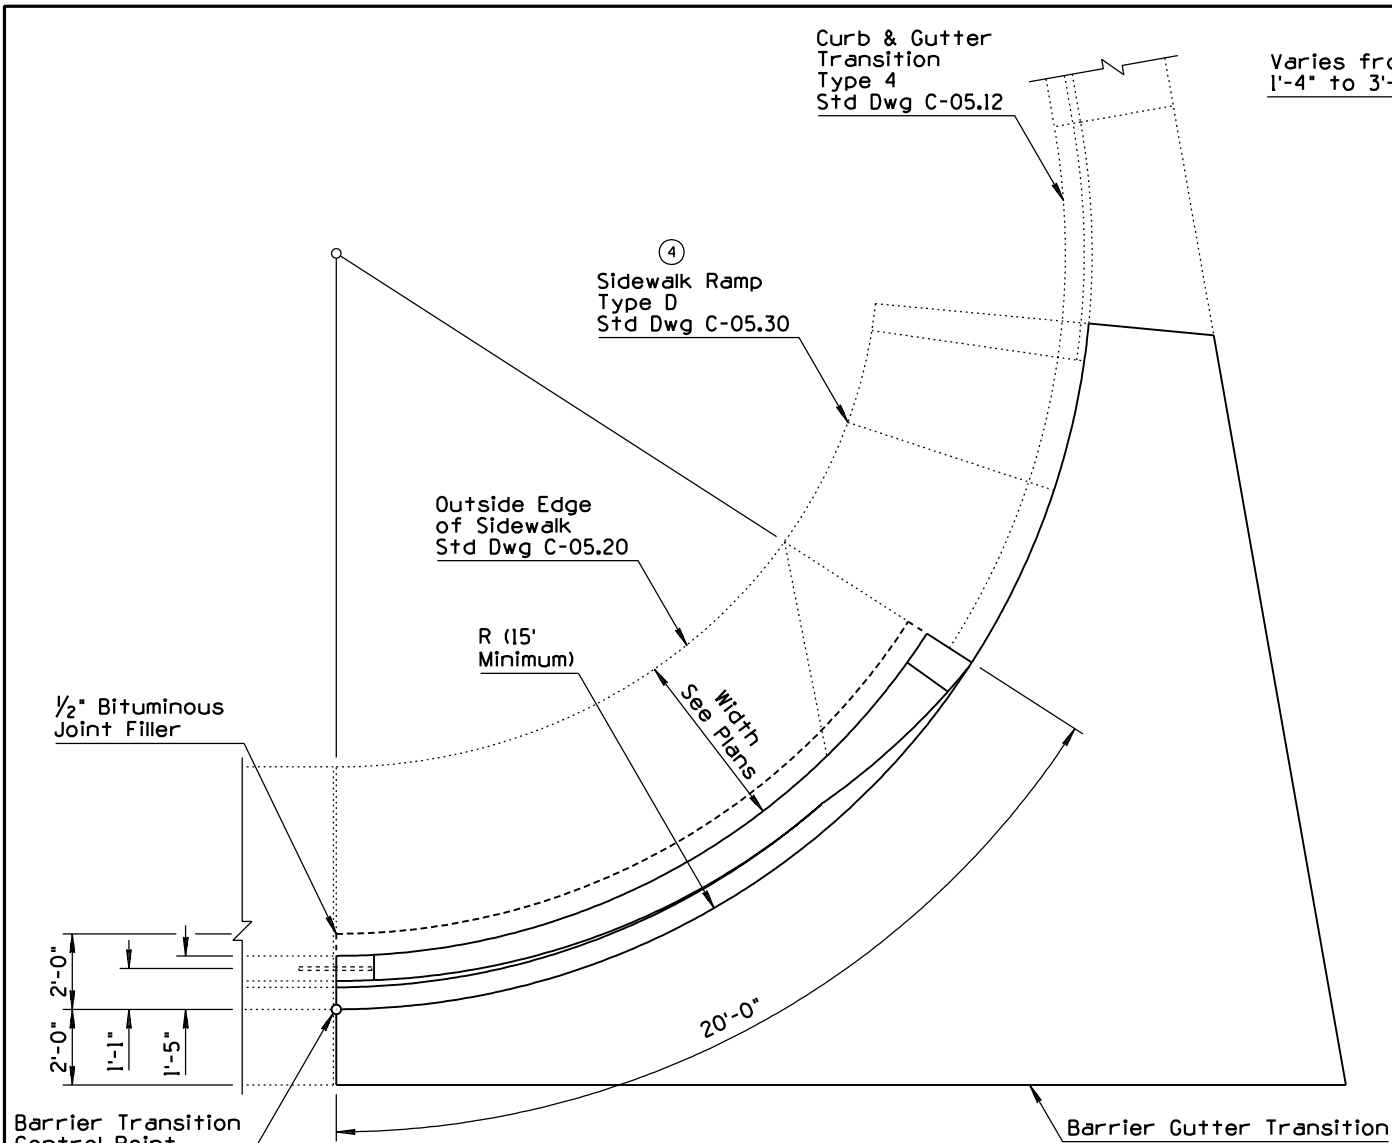 Curb & Gutter
Transition
Type 4
Std Dwg C-05.12
1'-4" to 3'-
4
Sidewalk Ramp
Type D
Std Dwg C-05.30
Outside Edge
of Sidewalk
Std Dwg C-05.20
R (15'
Minimum)
Width
See Plans
½" Bituminous
Joint Filler
2'-0"
2'-0"
1'-1"
1'-5"
20'-0"
Barrier Transition
Control Point
Barrier Gutter Transition
Varies